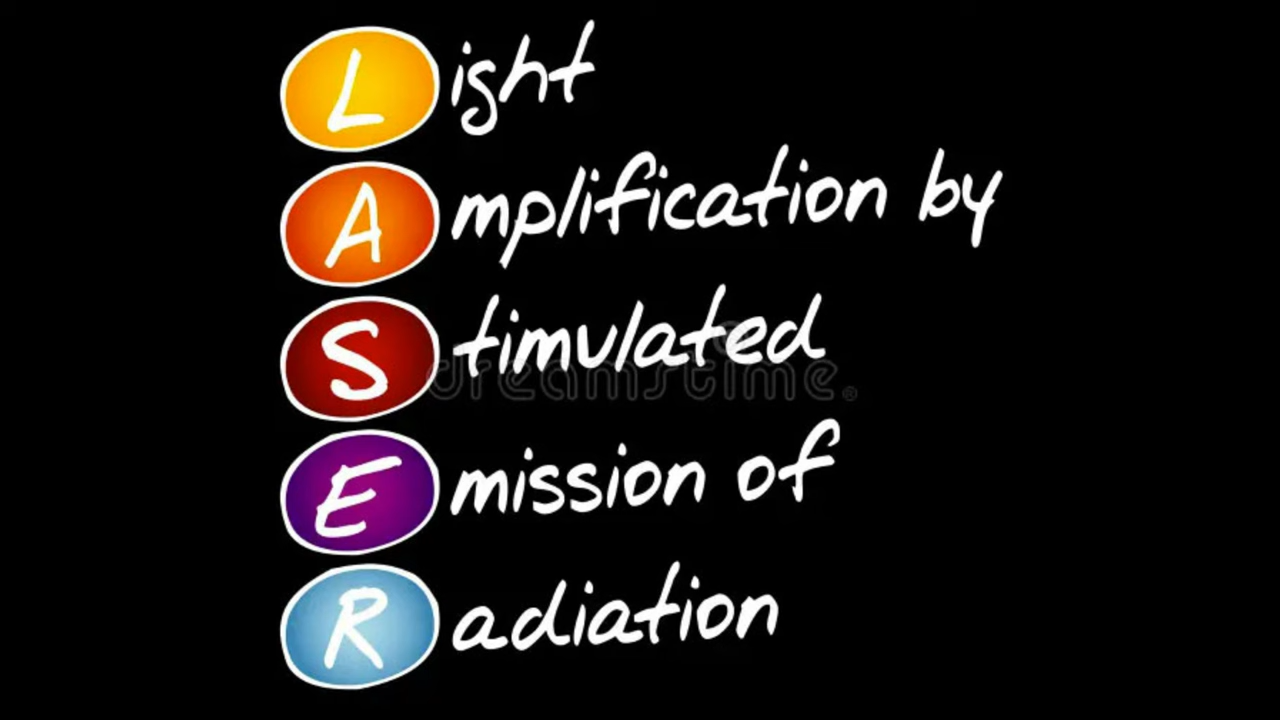 Light
Amplification by
Stimulated
dreamstime®
Emission of
Radiation